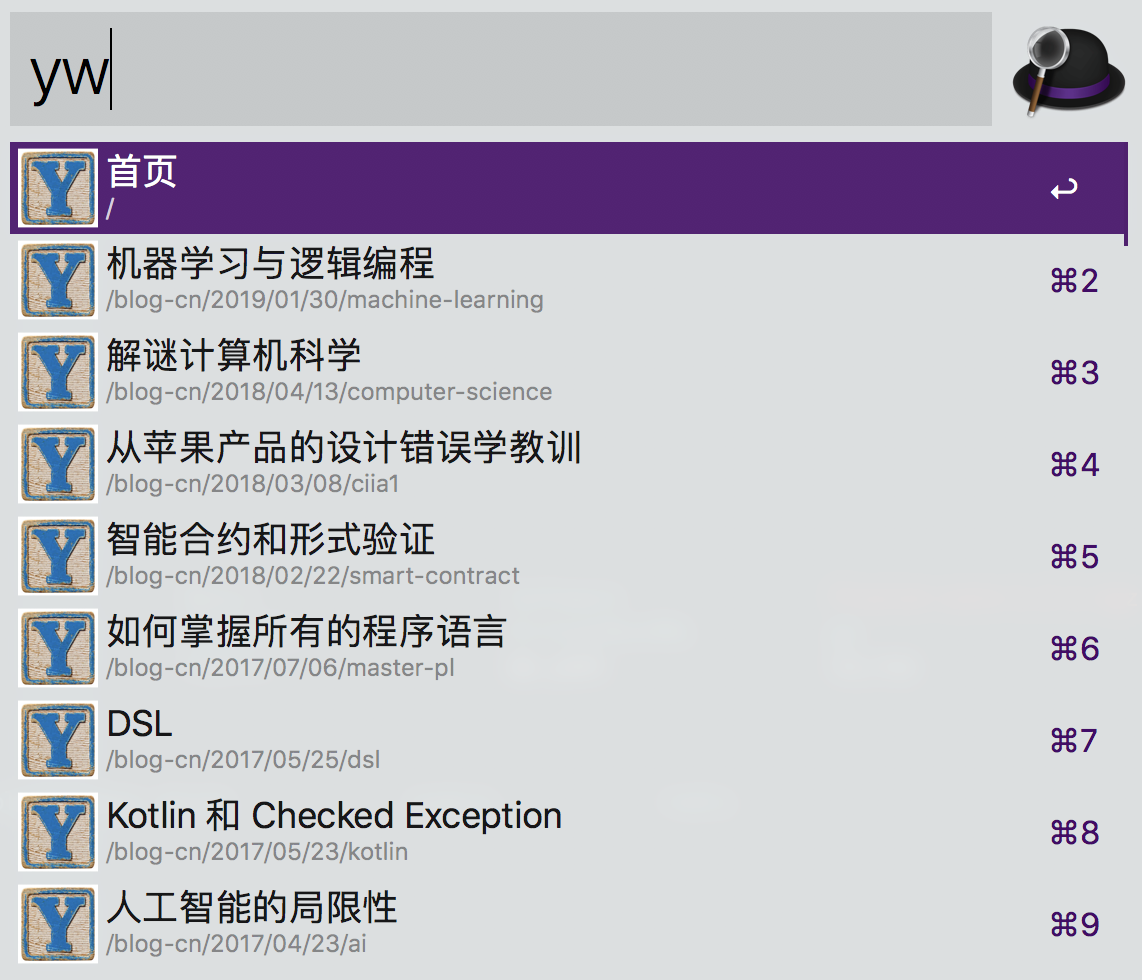 yw
首页
/
↩
机器学习与逻辑编程
/blog-cn/2019/01/30/machine-learning
⌘2
解谜计算机科学
/blog-cn/2018/04/13/computer-science
⌘3
从苹果产品的设计错误学教训
/blog-cn/2018/03/08/ciia1
⌘4
智能合约和形式验证
/blog-cn/2018/02/22/smart-contract
⌘5
如何掌握所有的程序语言
/blog-cn/2017/07/06/master-pl
⌘6
DSL
/blog-cn/2017/05/25/dsl
⌘7
Kotlin 和 Checked Exception
/blog-cn/2017/05/23/kotlin
⌘8
人工智能的局限性
/blog-cn/2017/04/23/ai
⌘9